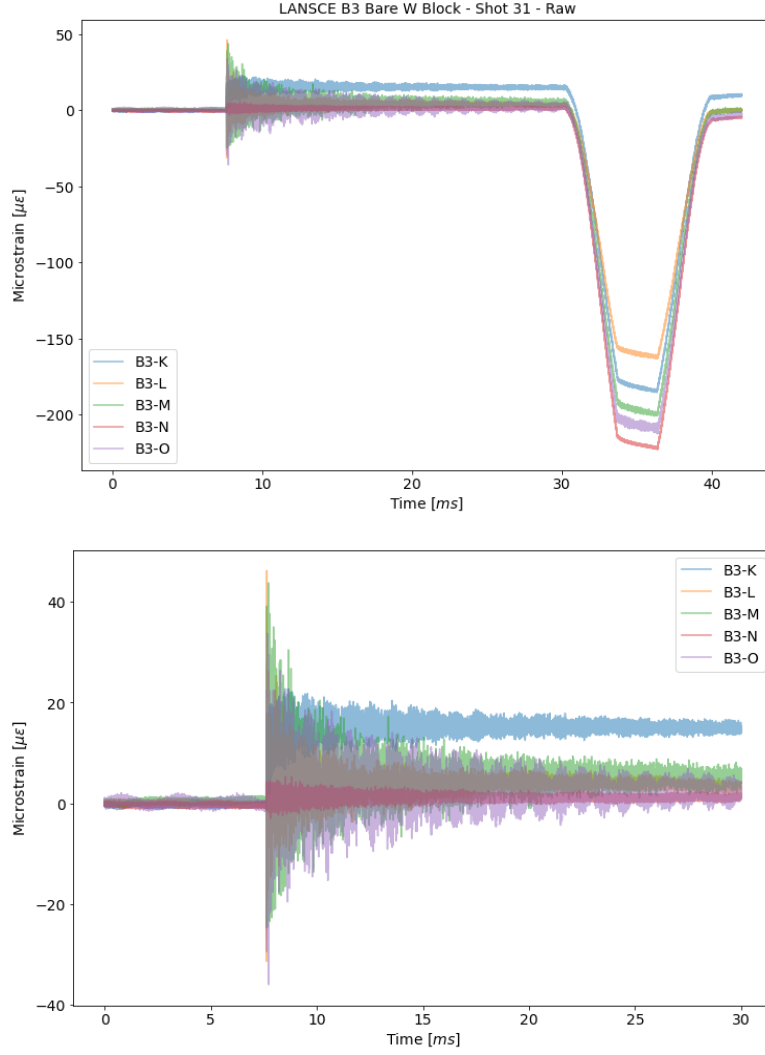 LANSCE B3 Bare W Block - Shot 31 - Raw
50
0
−50
−100
−150
−200
Microstrain [με]
B3-K
B3-L
B3-M
B3-N
B3-O
0
10
20
30
40
Time [ms]
40
20
0
−20
−40
Microstrain [με]
B3-K
B3-L
B3-M
B3-N
B3-O
0
5
10
15
20
25
30
Time [ms]